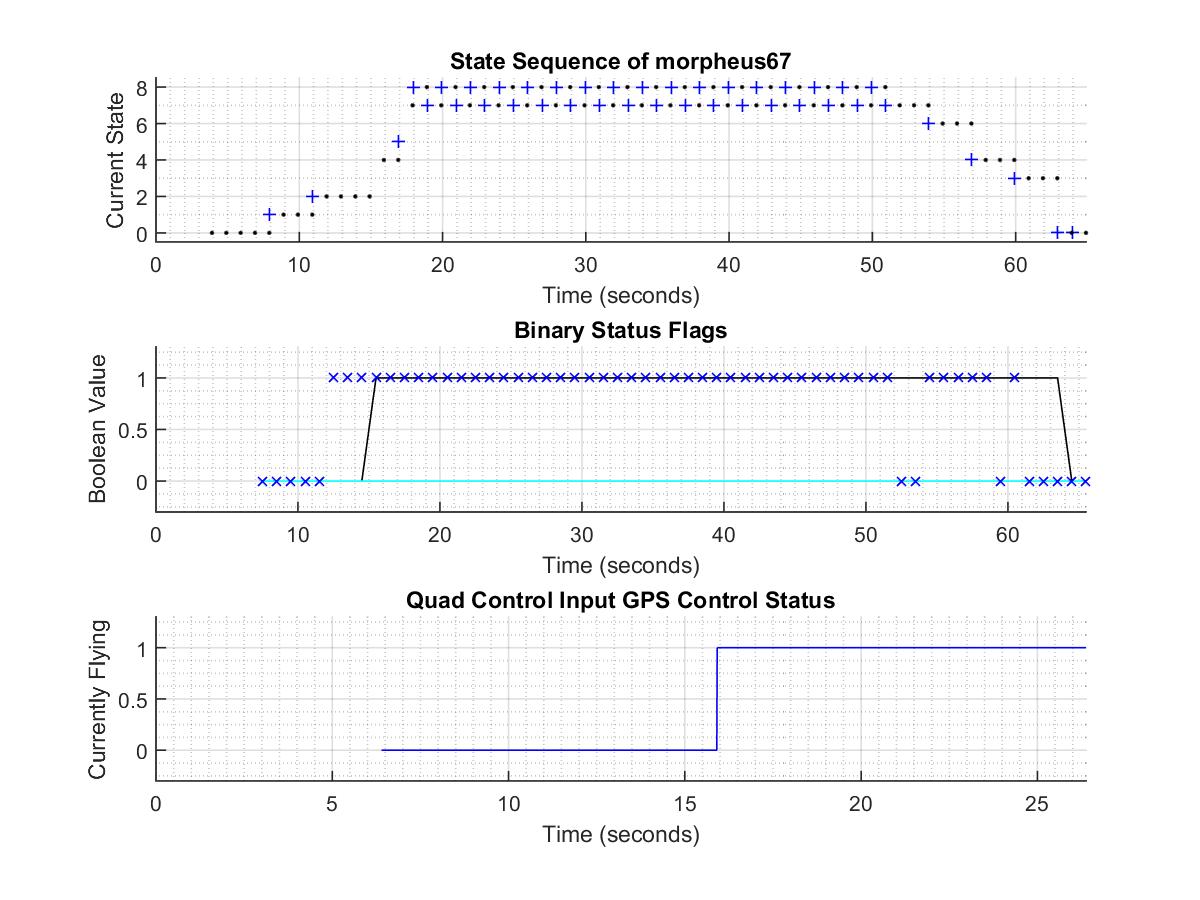 State Sequence of morpheus67
Current State
8
6
4
2
0
0 10 20 30 40 50 60
Time (seconds)
Binary Status Flags
Boolean Value
1
0.5
0
0 10 20 30 40 50 60
Time (seconds)
Quad Control Input GPS Control Status
Currently Flying
1
0.5
0
0 5 10 15 20 25
Time (seconds)